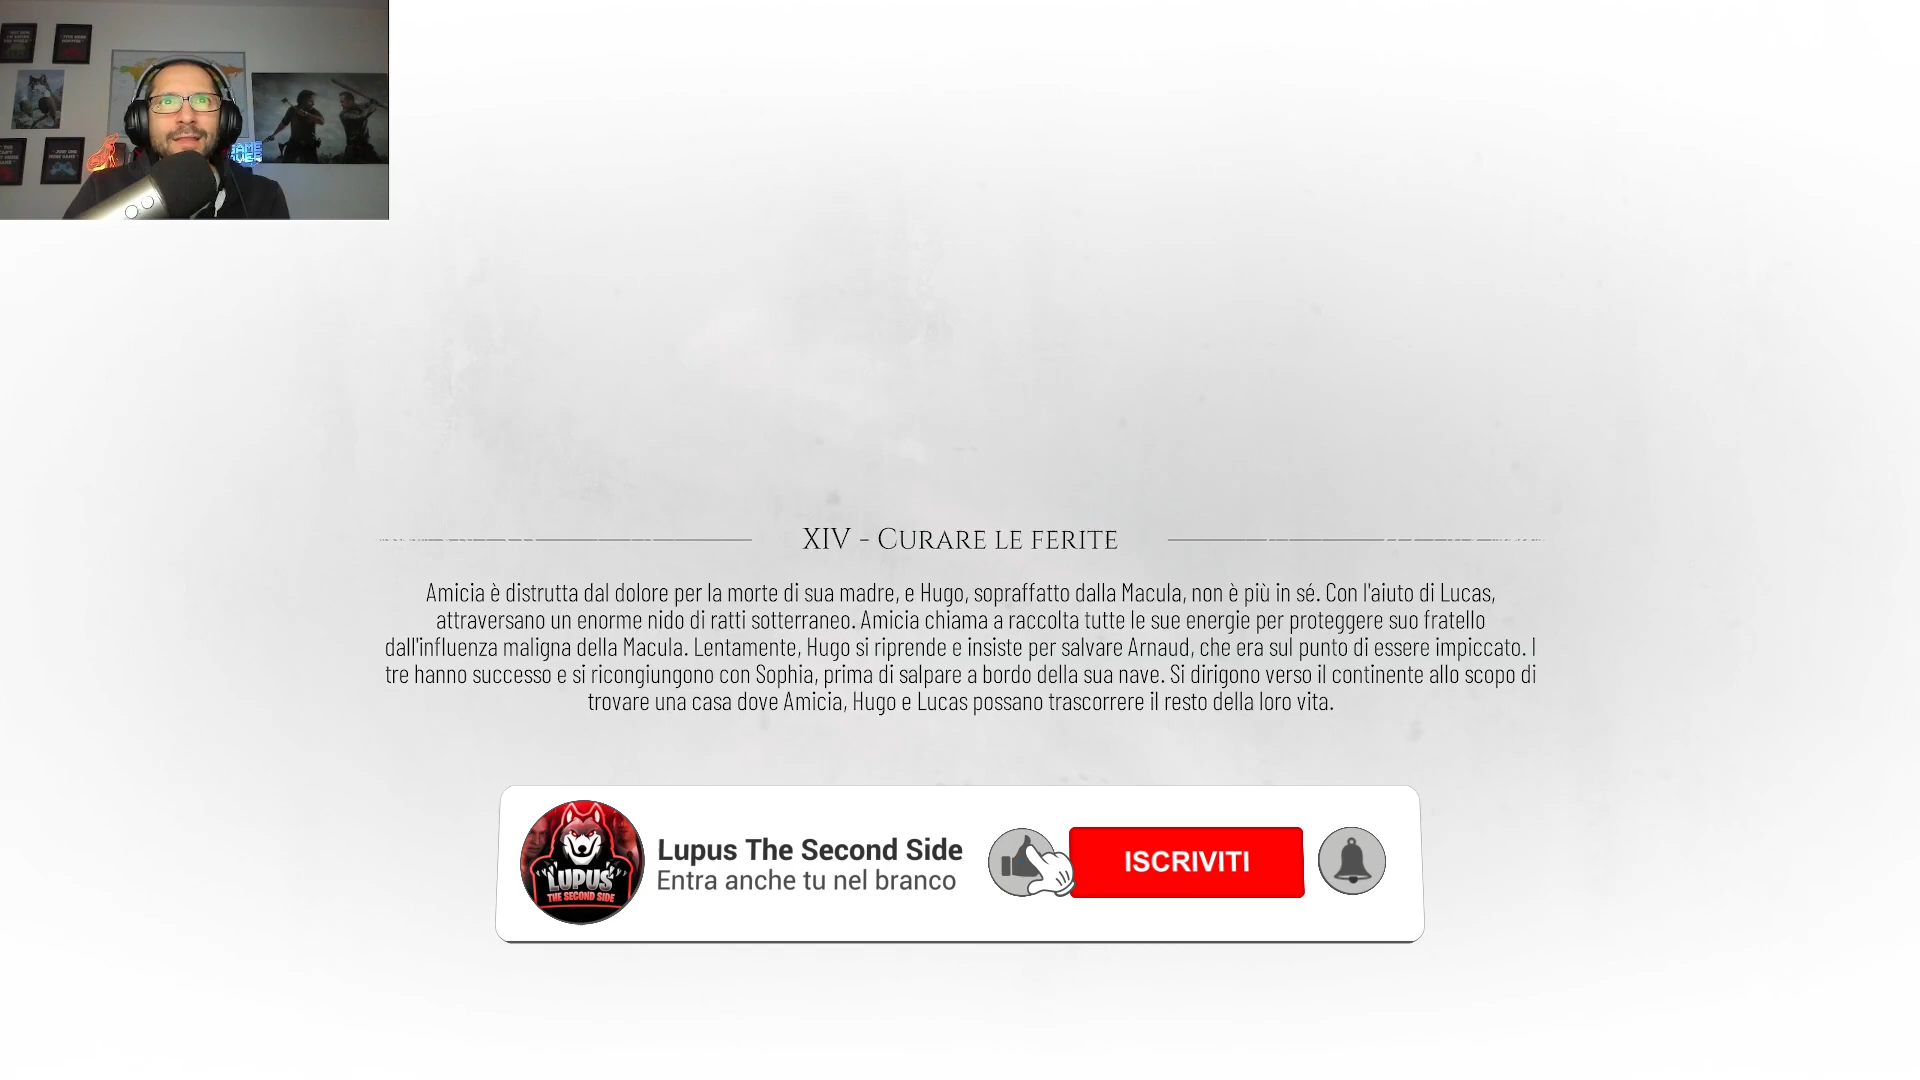 GAME
OVER
XIV - Curare le ferite
Amicia è distrutta dal dolore per la morte di sua madre, e Hugo, sopraffatto dalla Macula, non è più in sé. Con l'aiuto di Lucas,
attraversano un enorme nido di ratti sotterraneo. Amicia chiama a raccolta tutte le sue energie per proteggere suo fratello
dall'influenza maligna della Macula. Lentamente, Hugo si riprende e insiste per salvare Arnaud, che era sul punto di essere impiccato. I
tre hanno successo e si ricongiungono con Sophia, prima di salpare a bordo della sua nave. Si dirigono verso il continente allo scopo di
trovare una casa dove Amicia, Hugo e Lucas possano trascorrere il resto della loro vita.
LUPUS
THE SECOND SIDE
Lupus The Second Side
Entra anche tu nel branco
ISCRIVITI